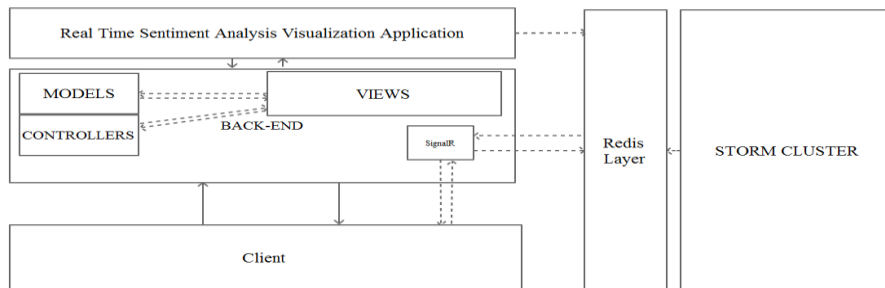 Real Time Sentiment Analysis Visualization Application
MODELS
VIEWS
CONTROLLERS
BACK-END
SignalR
Redis
Layer
STORM CLUSTER
Client